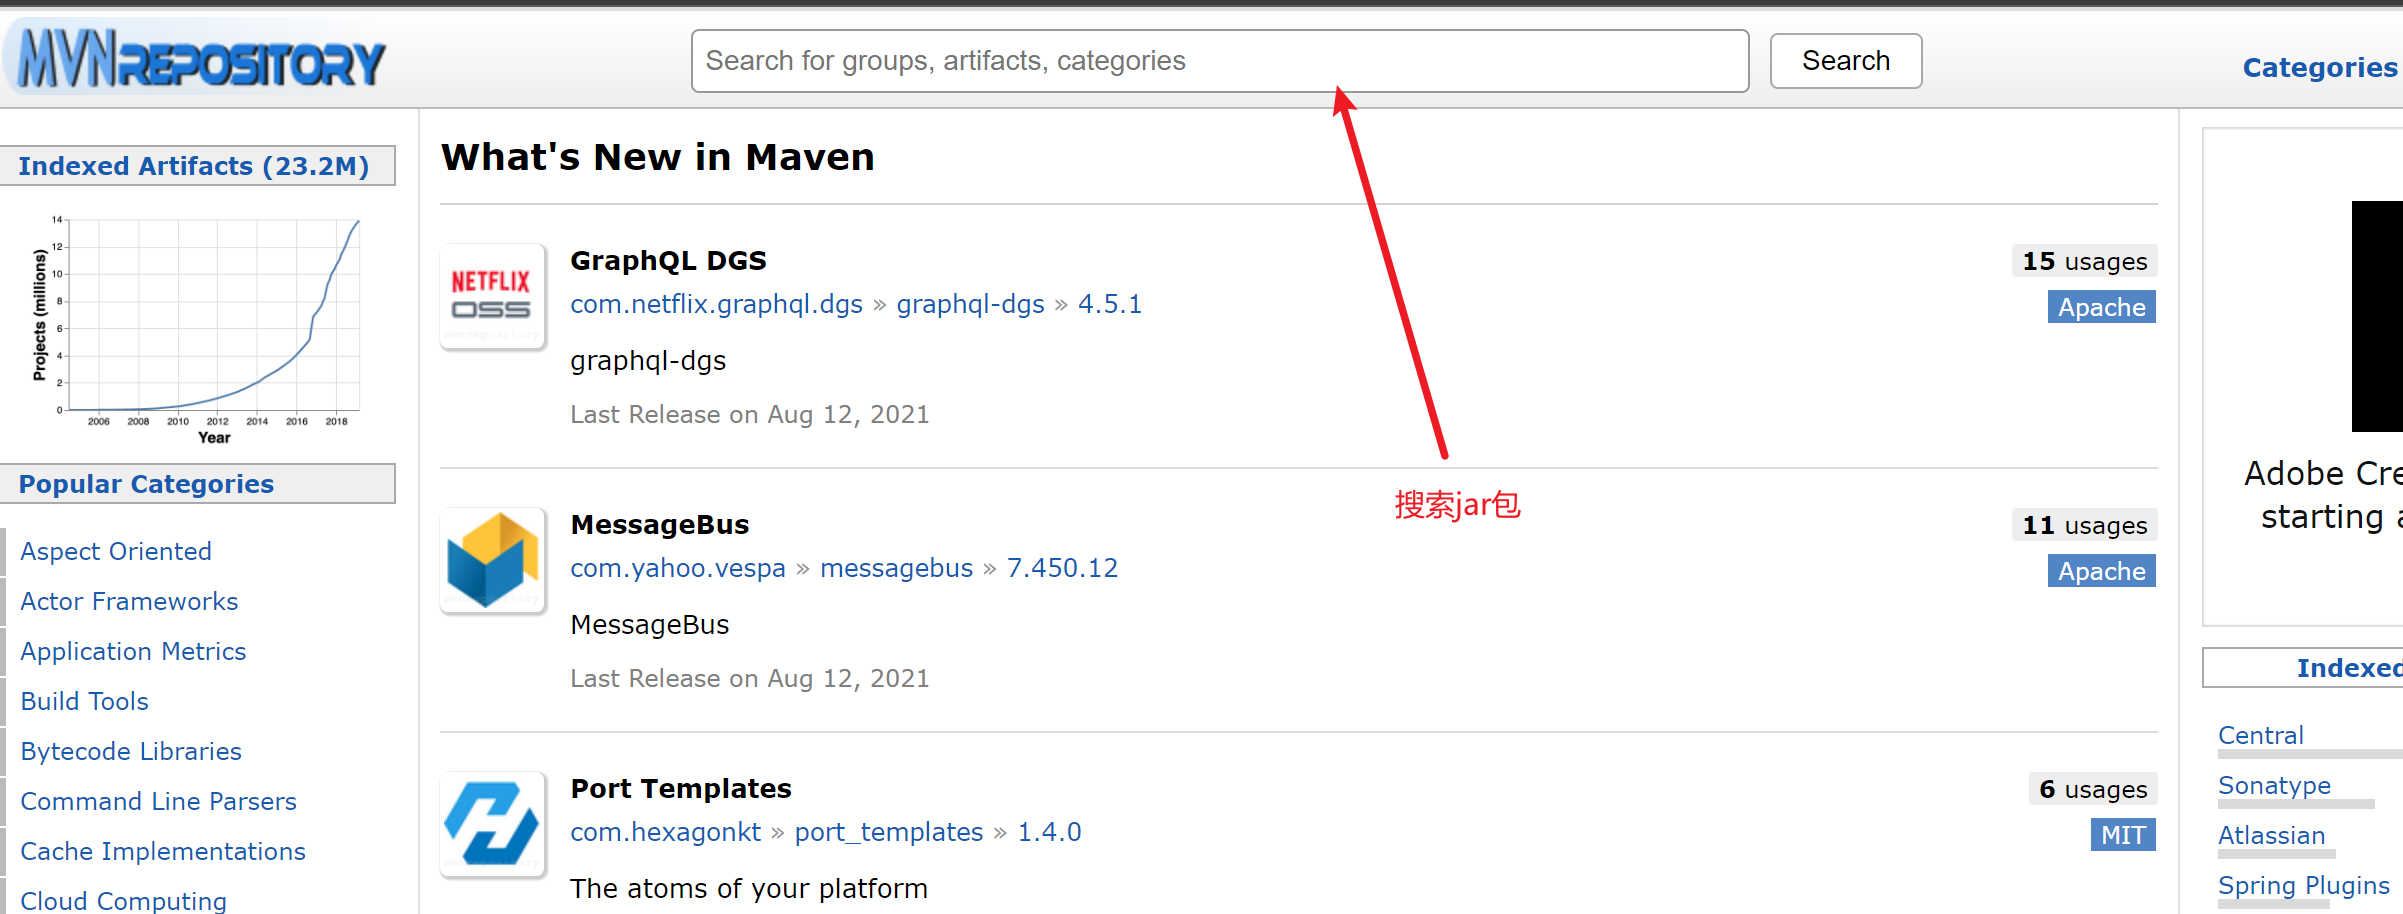 MVNREPOSITORY
Search for groups, artifacts, categories
Search
Categories
Indexed Artifacts (23.2M)
14
12
10
8
6
4
2
0
Projects (millions)
2006 2008 2010 2012 2014 2016 2018
Year
Popular Categories
Aspect Oriented
Actor Frameworks
Application Metrics
Build Tools
Bytecode Libraries
Command Line Parsers
Cache Implementations
Cloud Computing
What's New in Maven
NETFLIX
OSS
GraphQL DGS
15 usages
com.netflix.graphql.dgs » graphql-dgs » 4.5.1
Apache
graphql-dgs
Last Release on Aug 12, 2021
搜索jar包
MessageBus
11 usages
com.yahoo.vespa » messagebus » 7.450.12
Apache
MessageBus
Last Release on Aug 12, 2021
Port Templates
6 usages
com.hexagonkt » port_templates » 1.4.0
MIT
The atoms of your platform
Adobe Cre
starting
Indexed
Central
Sonatype
Atlassian
Spring Plugins